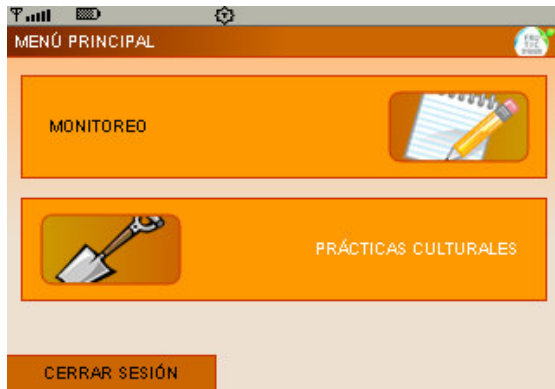 MENÚ PRINCIPAL
MONITOREO
PRÁCTICAS CULTURALES
CERRAR SESIÓN